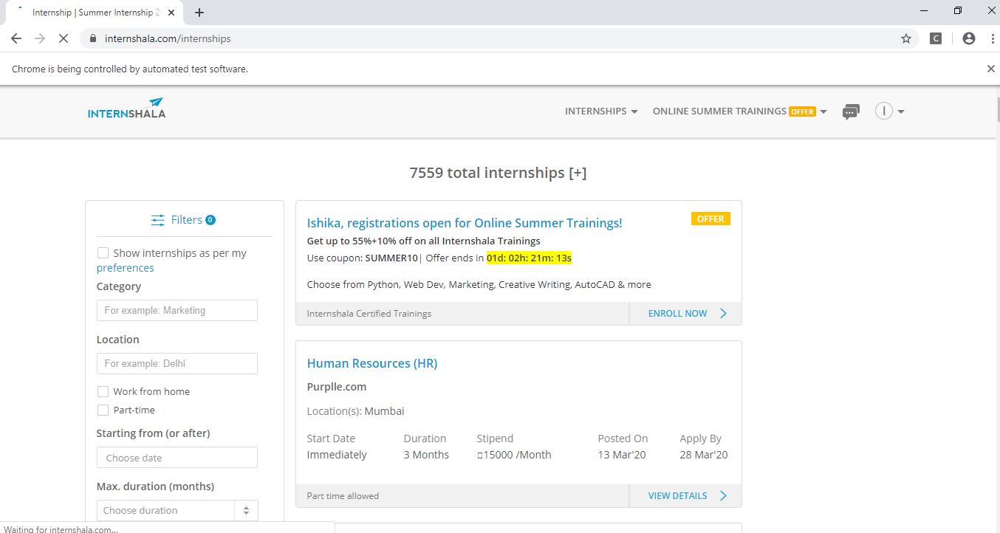 Internship | Summer Internship 2
internshala.com/internships
C
Chrome is being controlled by automated test software.
INTERNSHALA
INTERNSHIPS
ONLINE SUMMER TRAININGS OFFER
I
7559 total internships [+]
Filters 0
Show internships as per my
preferences
Category
For example: Marketing
Location
For example: Delhi
Work from home
Part-time
Starting from (or after)
Choose date
Max. duration (months)
Choose duration
Ishika, registrations open for Online Summer Trainings!
OFFER
Get up to 55%+10% off on all Internshala Trainings
Use coupon: SUMMER10| Offer ends in 01d: 02h: 21m: 13s
Choose from Python, Web Dev, Marketing, Creative Writing, AutoCAD & more
Internshala Certified Trainings
ENROLL NOW
Human Resources (HR)
Purplle.com
Location(s): Mumbai
Start Date Duration Stipend Posted On Apply By
Immediately 3 Months □15000 /Month 13 Mar'20 28 Mar'20
Part time allowed
VIEW DETAILS
Waiting for internshala.com...